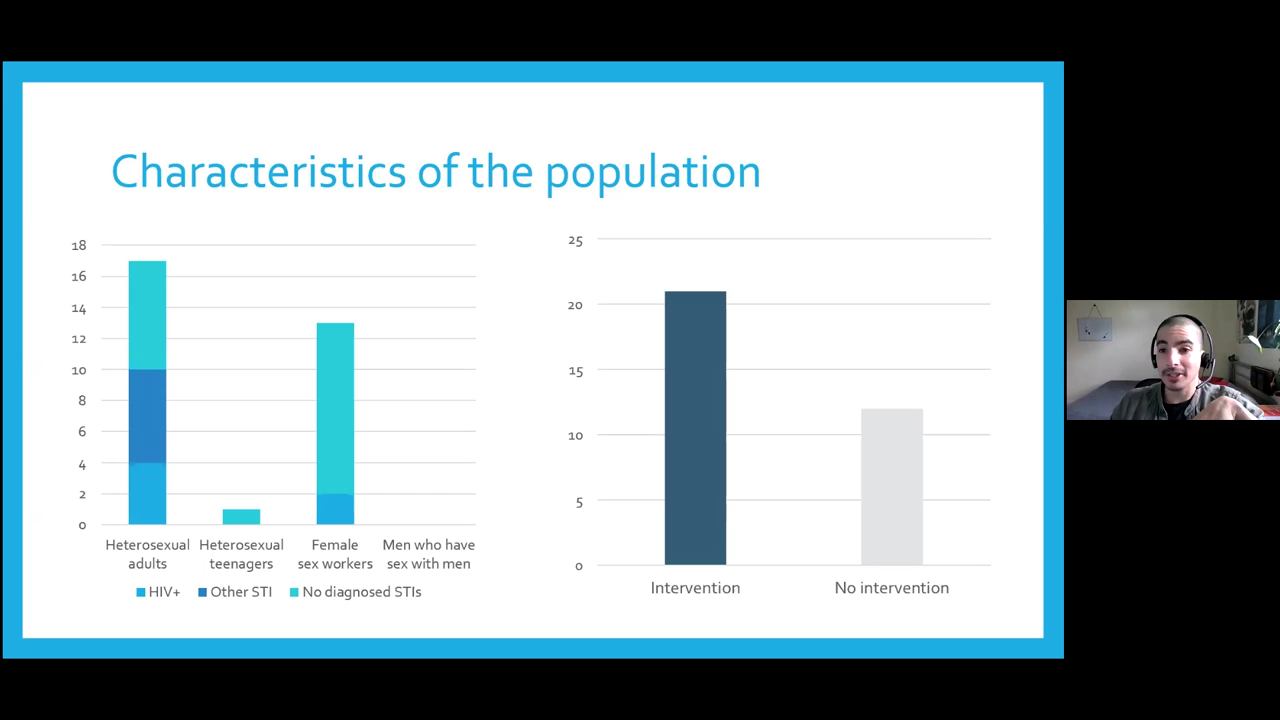 Characteristics of the population
18
16
14
12
10
8
6
4
2
0
Heterosexual adults
Heterosexual teenagers
Female sex workers
Men who have sex with men
HIV+
Other STI
No diagnosed STIs
25
20
15
10
5
0
Intervention
No intervention